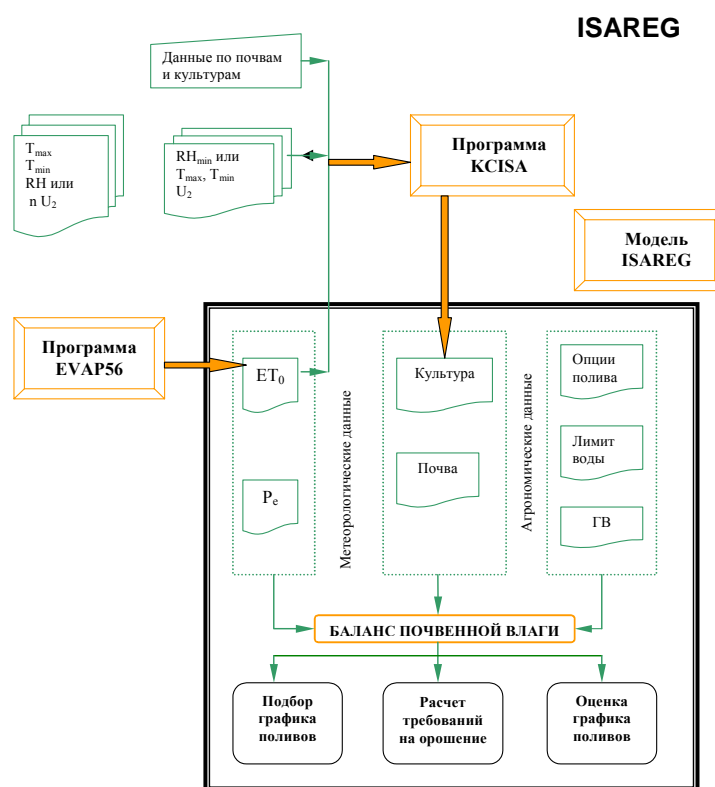 ISAREG
Данные по почвам
и культурам
Tmax
Tmin
RH или
n U2
RHmin или
Tmax, Tmin
U2
Программа
KCISA
Модель
ISAREG
Программа
EVAP56
ET0
Pe
Метеорологические данные
Культура
Почва
Агрономические данные
Опции
полива
Лимит
воды
ГВ
БАЛАНС ПОЧВЕННОЙ ВЛАГИ
Подбор
графика
поливов
Расчет
требований
на орошение
Оценка
графика
поливов